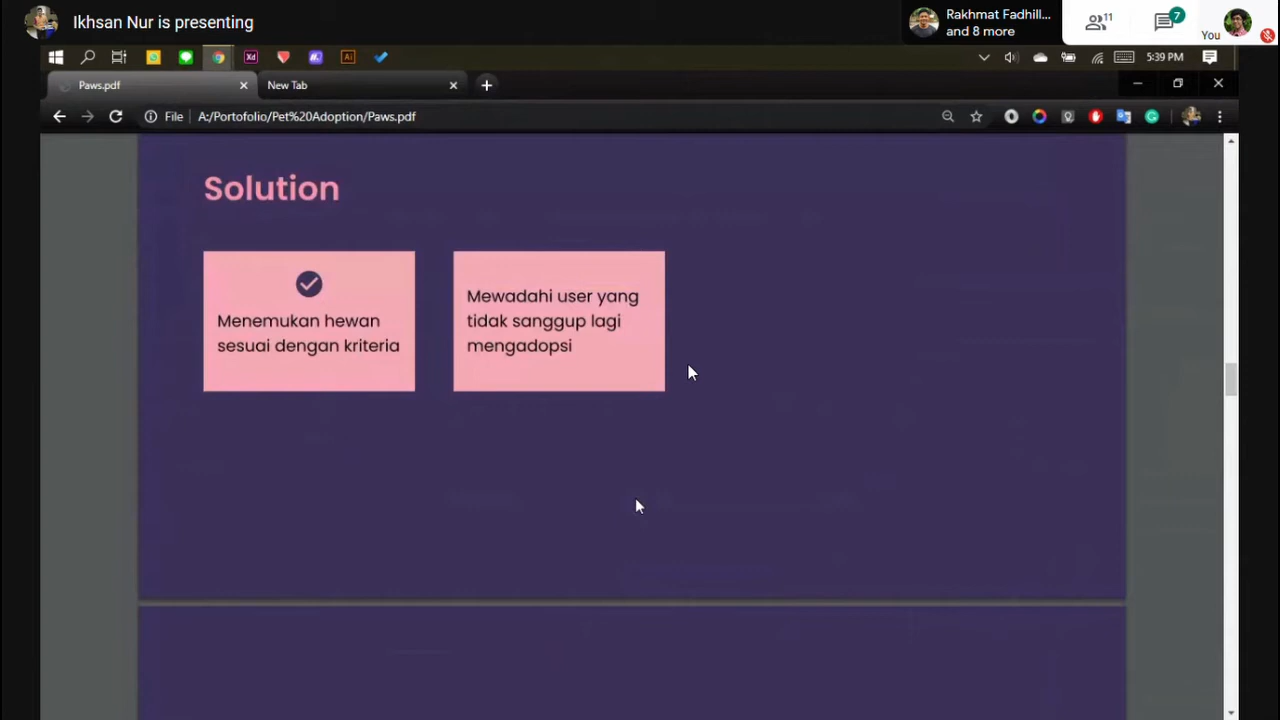 Ikhsan Nur is presenting
Rakhmat Fadhill...
and 8 more
11
7
You
Xd
Ai
5:39 PM
Paws.pdf
New Tab
File
A:/Portofolio/Pet%20Adoption/Paws.pdf
Solution
Menemukan hewan
sesuai dengan kriteria
Mewadahi user yang
tidak sanggup lagi
mengadopsi